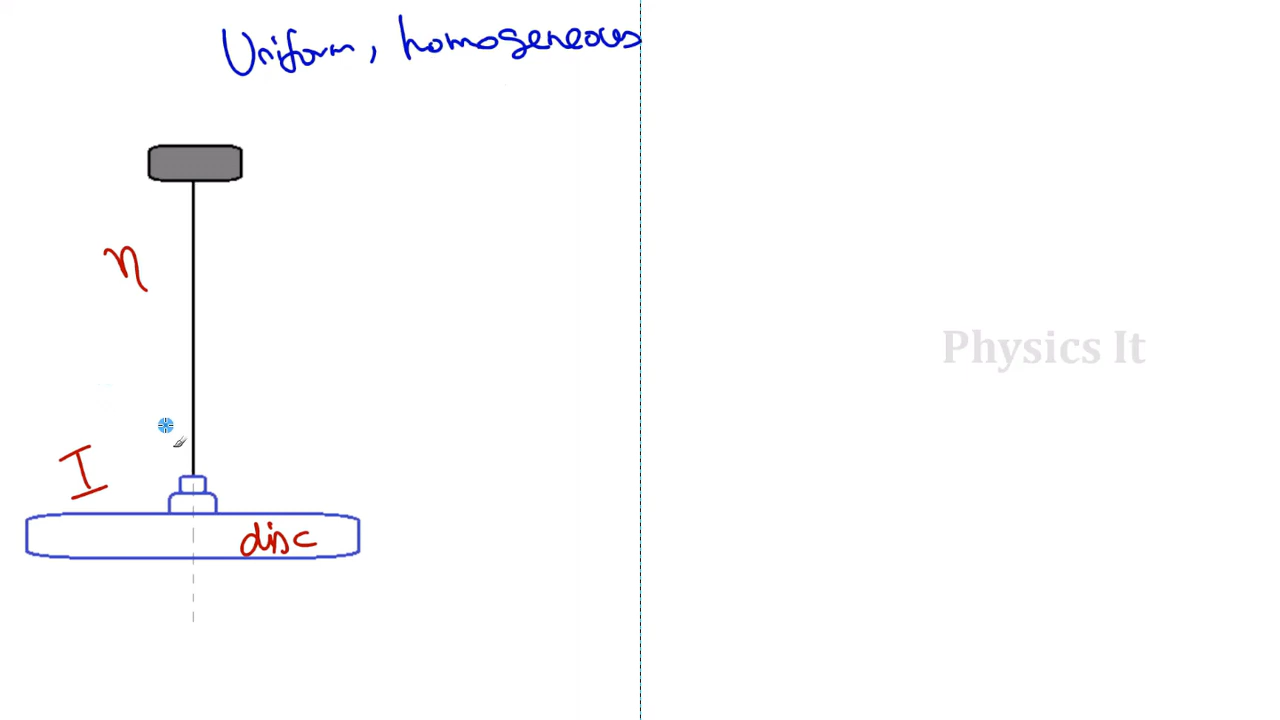 Uniform, homogeneous
η
Physics It
I
disc